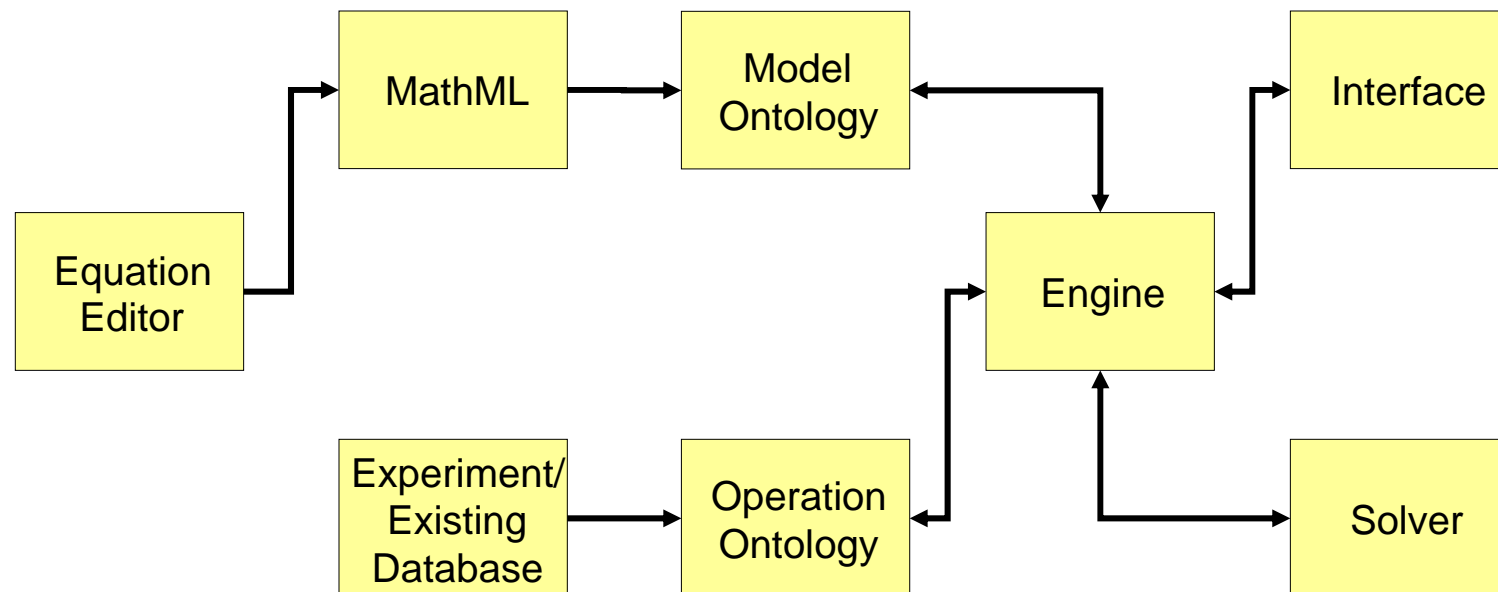 MathML
Model
Ontology
Interface
Equation
Editor
Engine
Experiment/
Existing
Database
Operation
Ontology
Solver